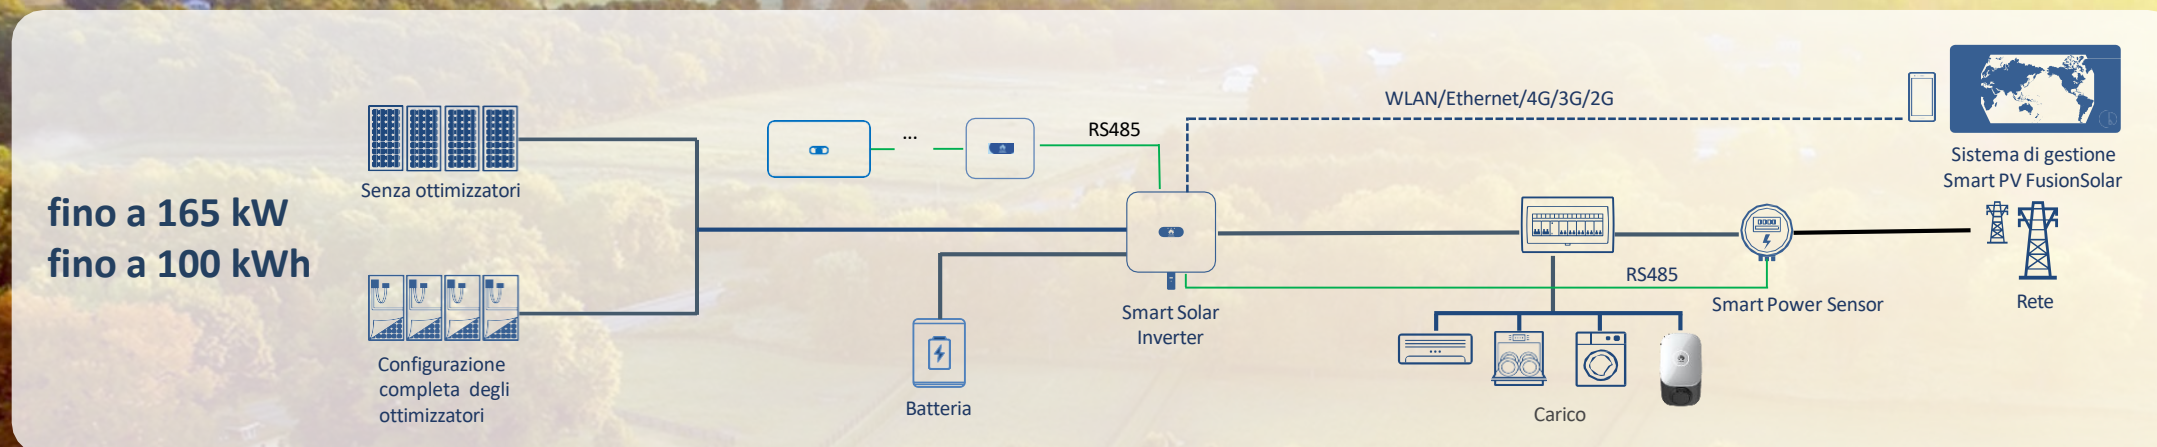 fino a 165 kW
fino a 100 kWh
Senza ottimizzatori
Configurazione
completa degli
ottimizzatori
...
RS485
WLAN/Ethernet/4G/3G/2G
Sistema di gestione
Smart PV FusionSolar
Smart Solar
Inverter
Batteria
RS485
Smart Power Sensor
Rete
Carico